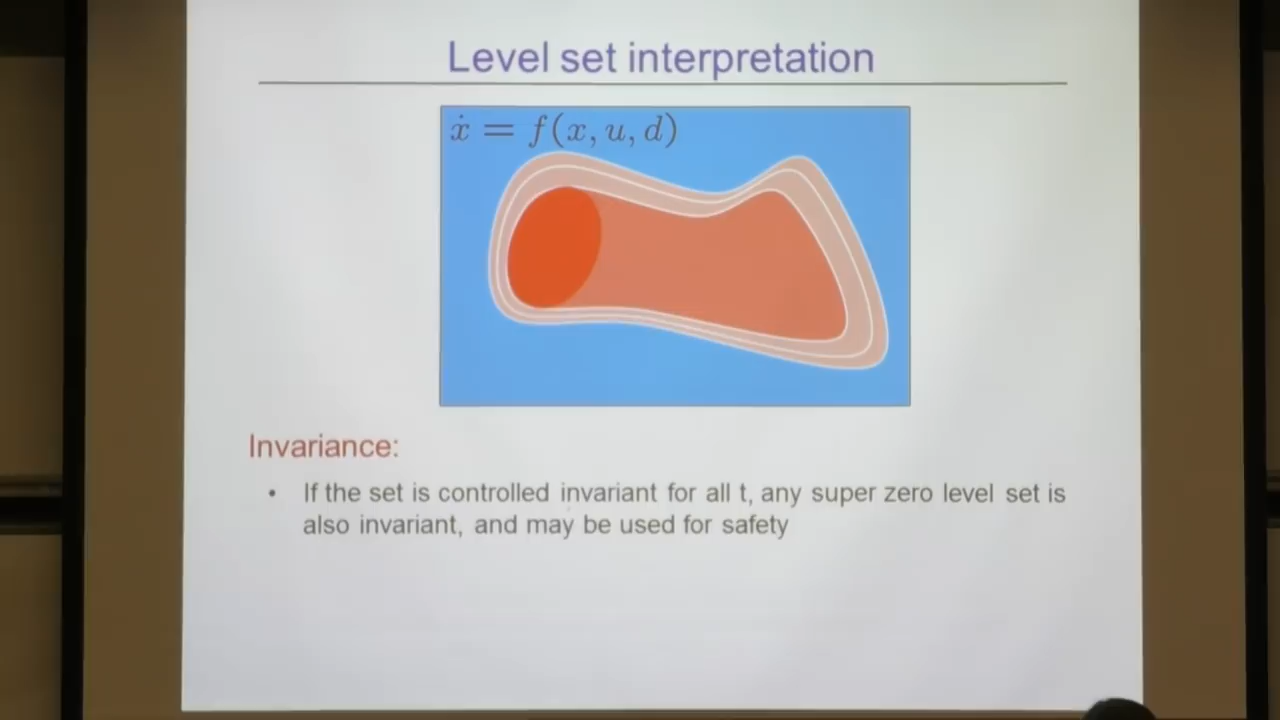 Level set interpretation
ẋ = f(x, u, d)
Invariance:
• If the set is controlled invariant for all t, any super zero level set is
also invariant, and may be used for safety